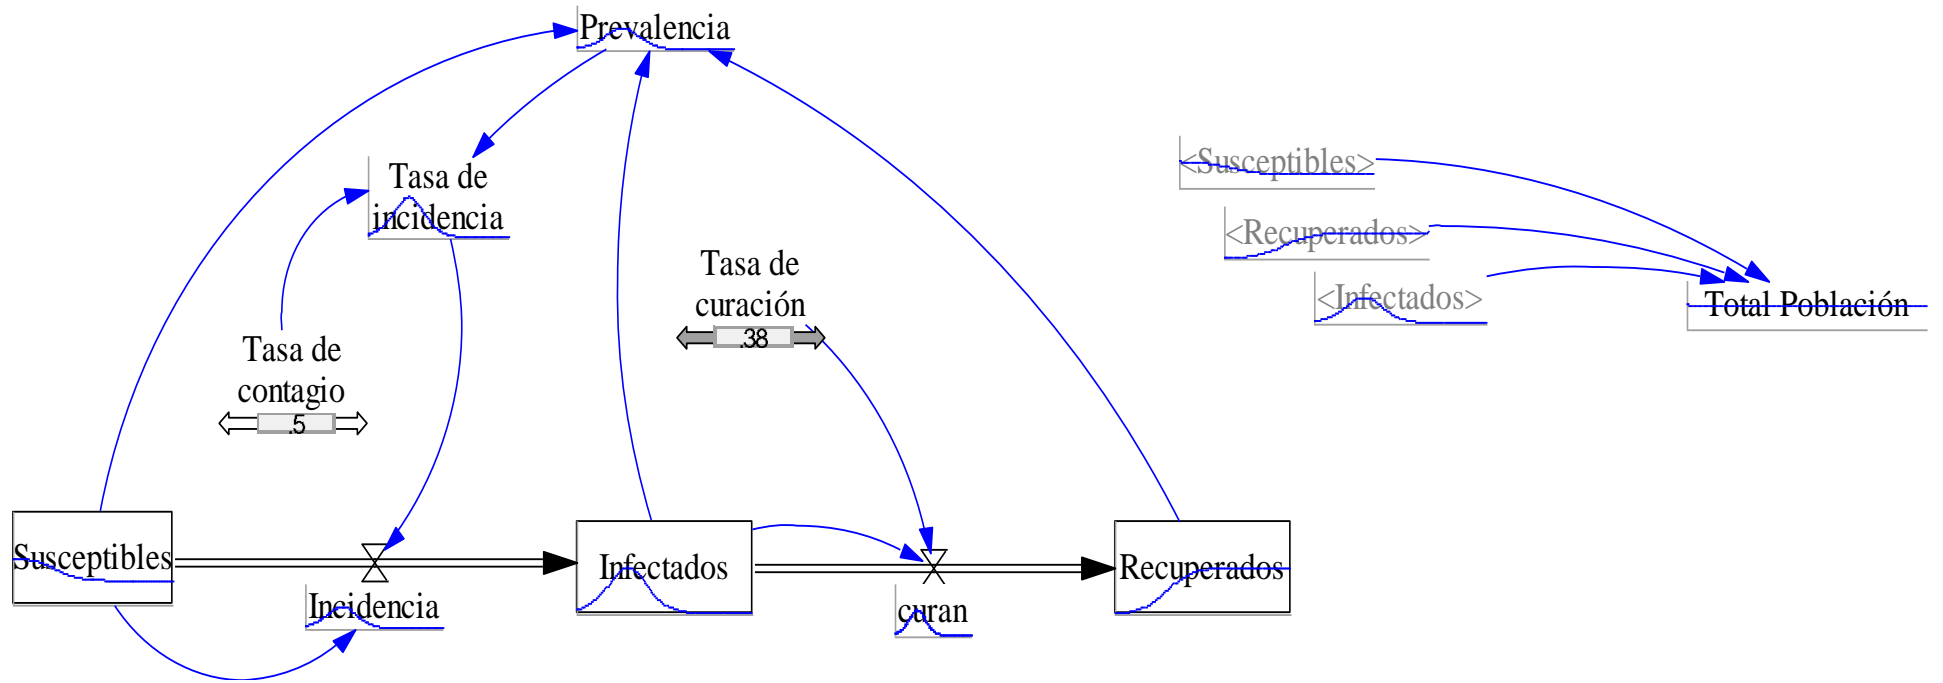 Prevalencia
Tasa de
incidencia
<Susceptibles>
<Recuperados>
<Infectados>
Total Población
Tasa de
curación
.38
Tasa de
contagio
.5
Susceptibles
Incidencia
Infectados
curan
Recuperados